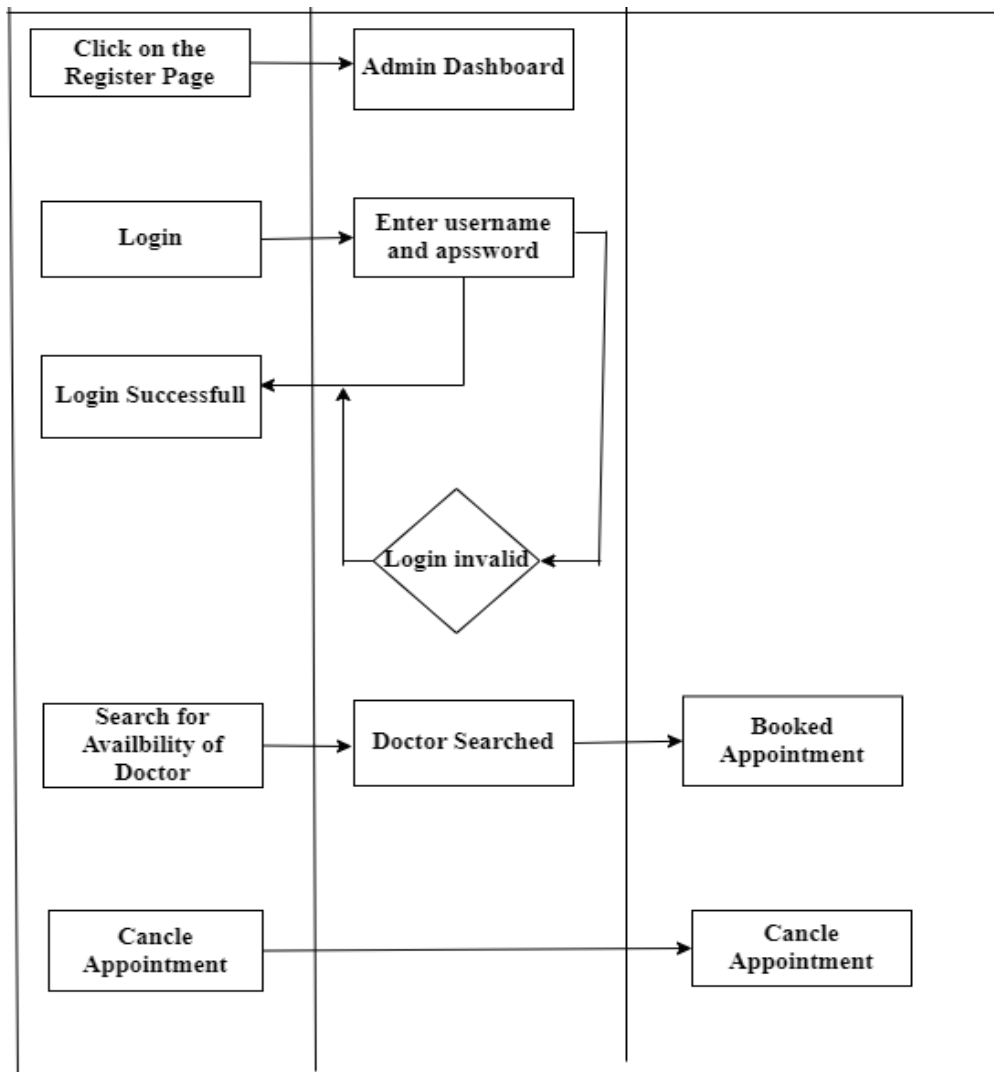 Click on the
Register Page
Admin Dashboard
Login
Enter username
and apssword
Login Successfull
Login invalid
Search for
Availbility of
Doctor
Doctor Searched
Booked
Appointment
Cancle
Appointment
Cancle
Appointment